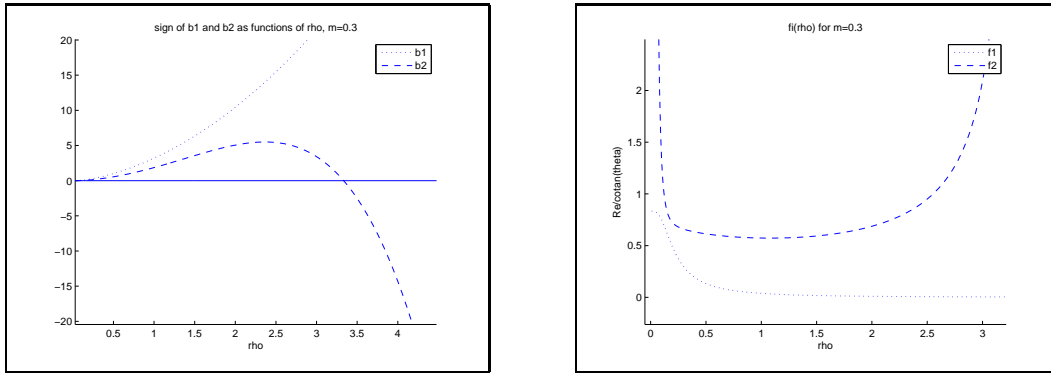 sign of b1 and b2 as functions of rho, m=0.3
b1
b2
20
15
10
5
0
−5
−10
−15
−20
0.5 1 1.5 2 2.5 3 3.5 4
rho
fi(rho) for m=0.3
f1
f2
Re/cotan(theta)
2
1.5
1
0.5
0
0 0.5 1 1.5 2 2.5 3
rho